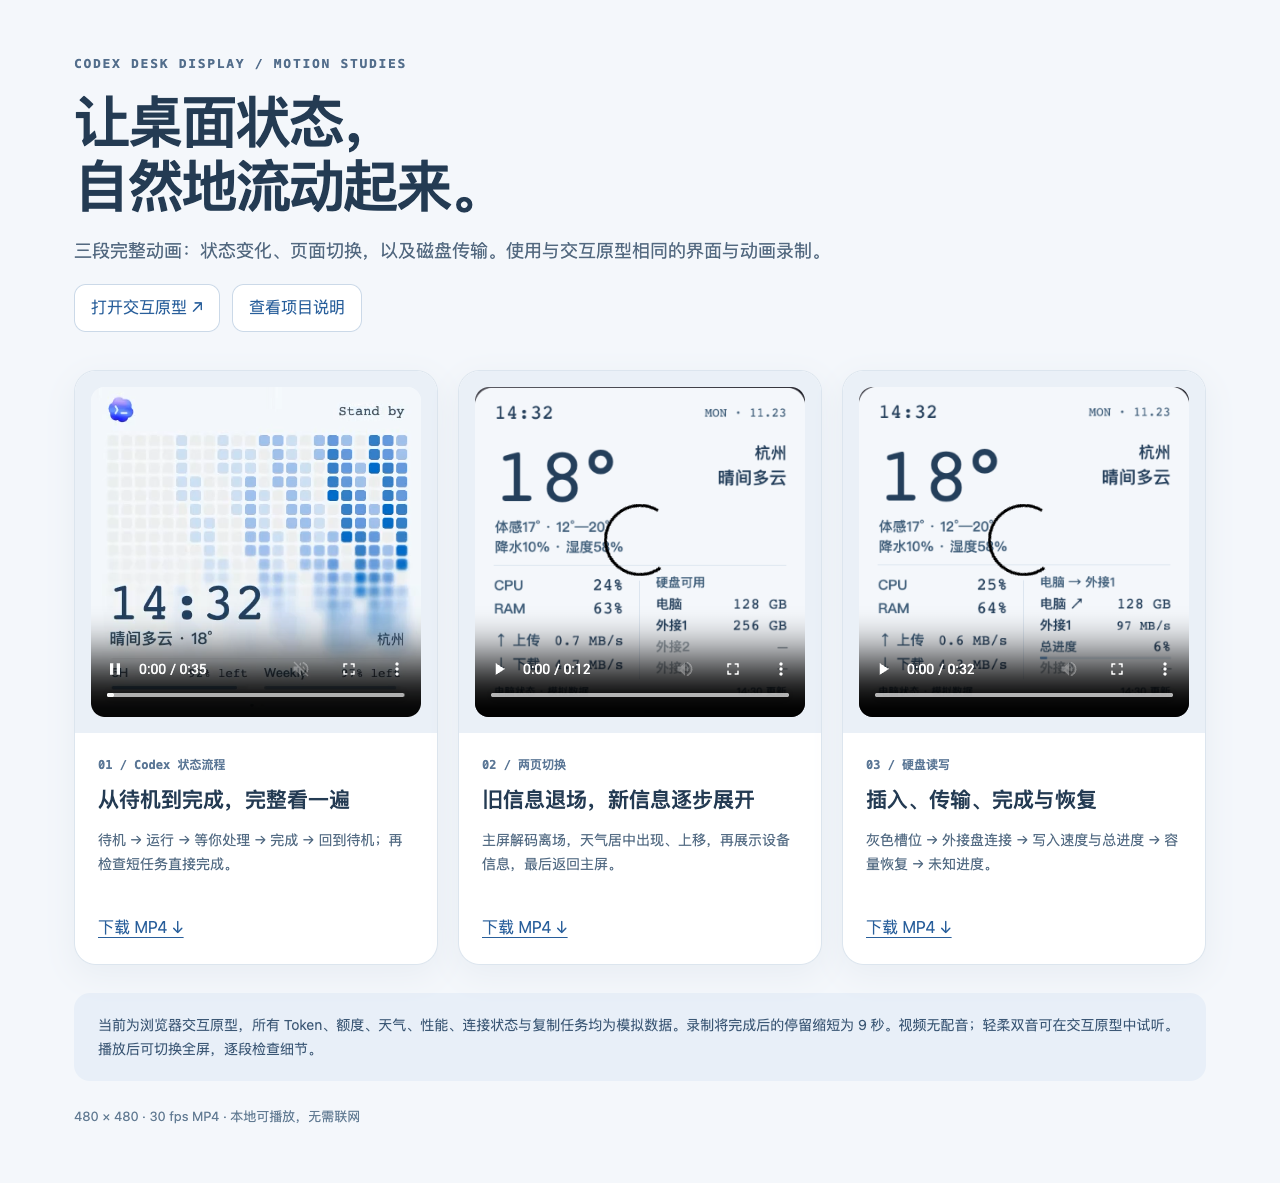 CODEX DESK DISPLAY / MOTION STUDIES
让桌面状态，
自然地流动起来。
三段完整动画：状态变化、页面切换，以及磁盘传输。使用与交互原型相同的界面与动画录制。
打开交互原型 ↗
查看项目说明
Stand by
14:32
晴间多云 · 18°
杭州
left
Weekly
left
0:00 / 0:35
01 / Codex 状态流程
从待机到完成，完整看一遍
待机 → 运行 → 等你处理 → 完成 → 回到待机；再
检查短任务直接完成。
下载 MP4 ↓
14:32
MON · 11.23
18°
杭州
晴间多云
体感17° · 12°—20°
降水10% · 湿度58%
CPU 24%
RAM 63%
↑ 上传 0.7 MB/s
↓ 下载
硬盘可用
电脑 128 GB
外接1 256 GB
外接2 —
0:00 / 0:12
02 / 两页切换
旧信息退场，新信息逐步展开
主屏解码离场，天气居中出现、上移，再展示设备
信息，最后返回主屏。
下载 MP4 ↓
14:32
MON · 11.23
18°
杭州
晴间多云
体感17° · 12°—20°
降水10% · 湿度58%
CPU 25%
RAM 64%
↑ 上传 0.6 MB/s
↓ 下载
电脑 → 外接1
电脑 ↗ 128 GB
外接1 97 MB/s
总进度 6%
0:00 / 0:32
03 / 硬盘读写
插入、传输、完成与恢复
灰色槽位 → 外接盘连接 → 写入速度与总进度 → 容
量恢复 → 未知进度。
下载 MP4 ↓
当前为浏览器交互原型，所有 Token、额度、天气、性能、连接状态与复制任务均为模拟数据。录制将完成后的停留缩短为 9 秒。视频无配音；轻柔双音可在交互原型中试听。
播放后可切换全屏，逐段检查细节。
480 × 480 · 30 fps MP4 · 本地可播放，无需联网